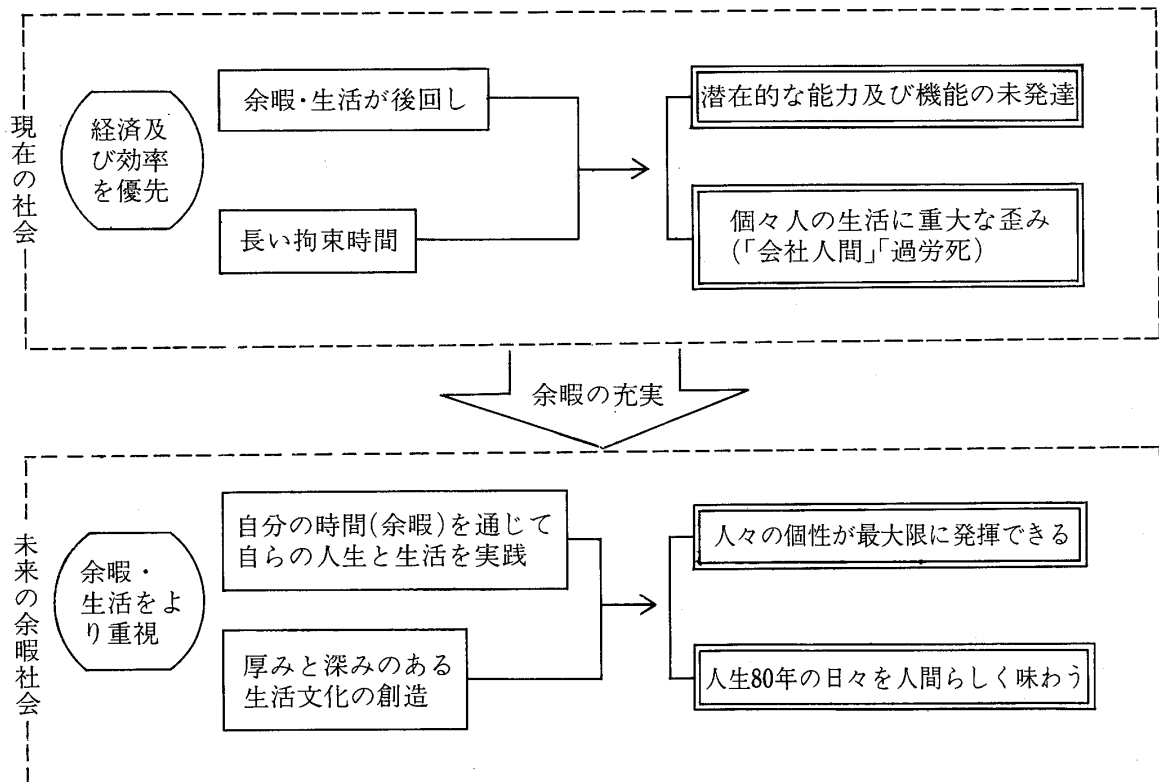 現在の社会
経済及
び効率
を優先
余暇・生活が後回し
長い拘束時間
潜在的な能力及び機能の未発達
個々人の生活に重大な歪み
(「会社人間」「過労死)
余暇の充実
未来の余暇社会
余暇・
生活をよ
り重視
自分の時間(余暇)を通じて
自らの人生と生活を実践
厚みと深みのある
生活文化の創造
人々の個性が最大限に発揮できる
人生80年の日々を人間らしく味わう